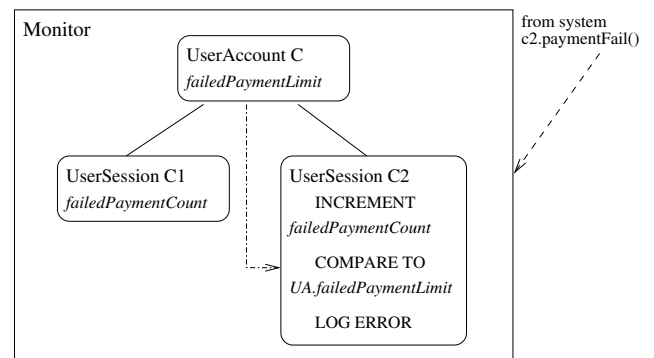 Monitor
from system
c2.paymentFail()
UserAccount C
failedPaymentLimit
UserSession C1
failedPaymentCount
UserSession C2
INCREMENT
failedPaymentCount
COMPARE TO
UA.failedPaymentLimit
LOG ERROR